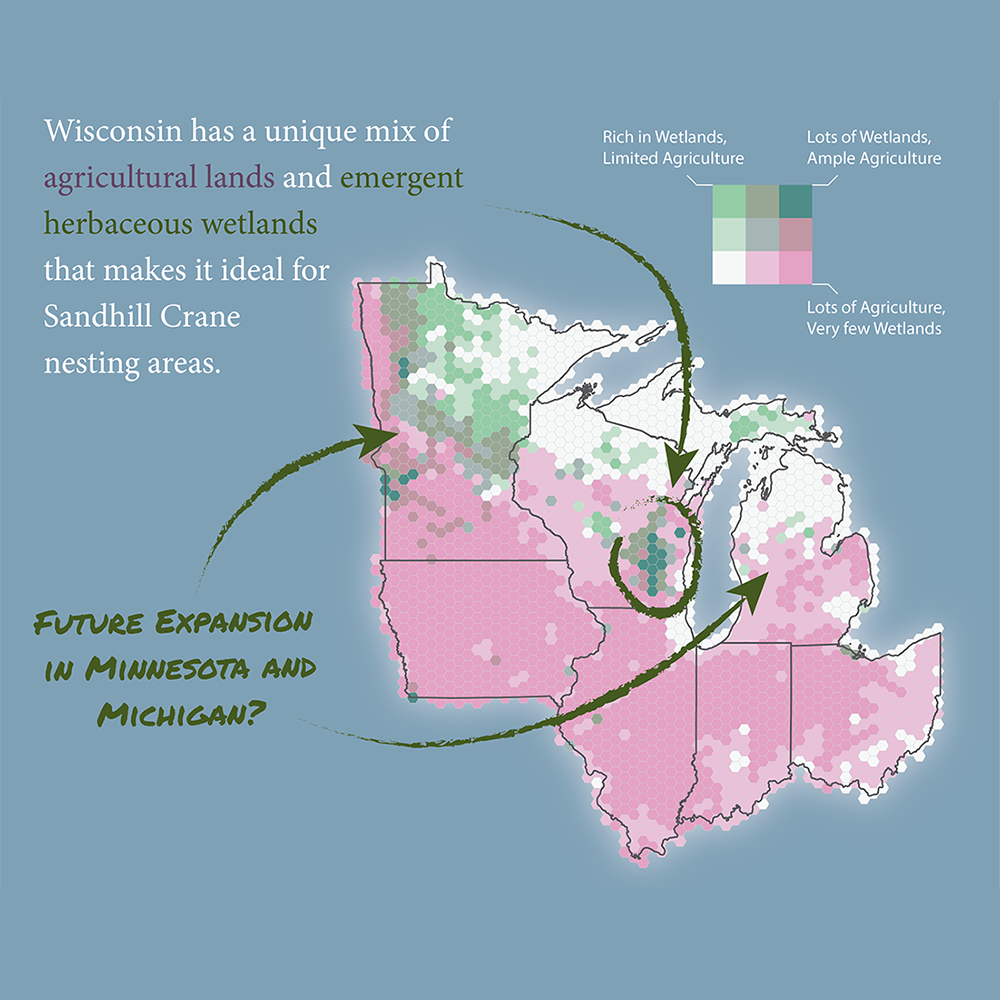 Wisconsin has a unique mix of
agricultural lands and emergent
herbaceous wetlands
that makes it ideal for
Sandhill Crane
nesting areas.
Rich in Wetlands,
Limited Agriculture
Lots of Wetlands,
Ample Agriculture
Lots of Agriculture,
Very few Wetlands
Future Expansion
in Minnesota and
Michigan?